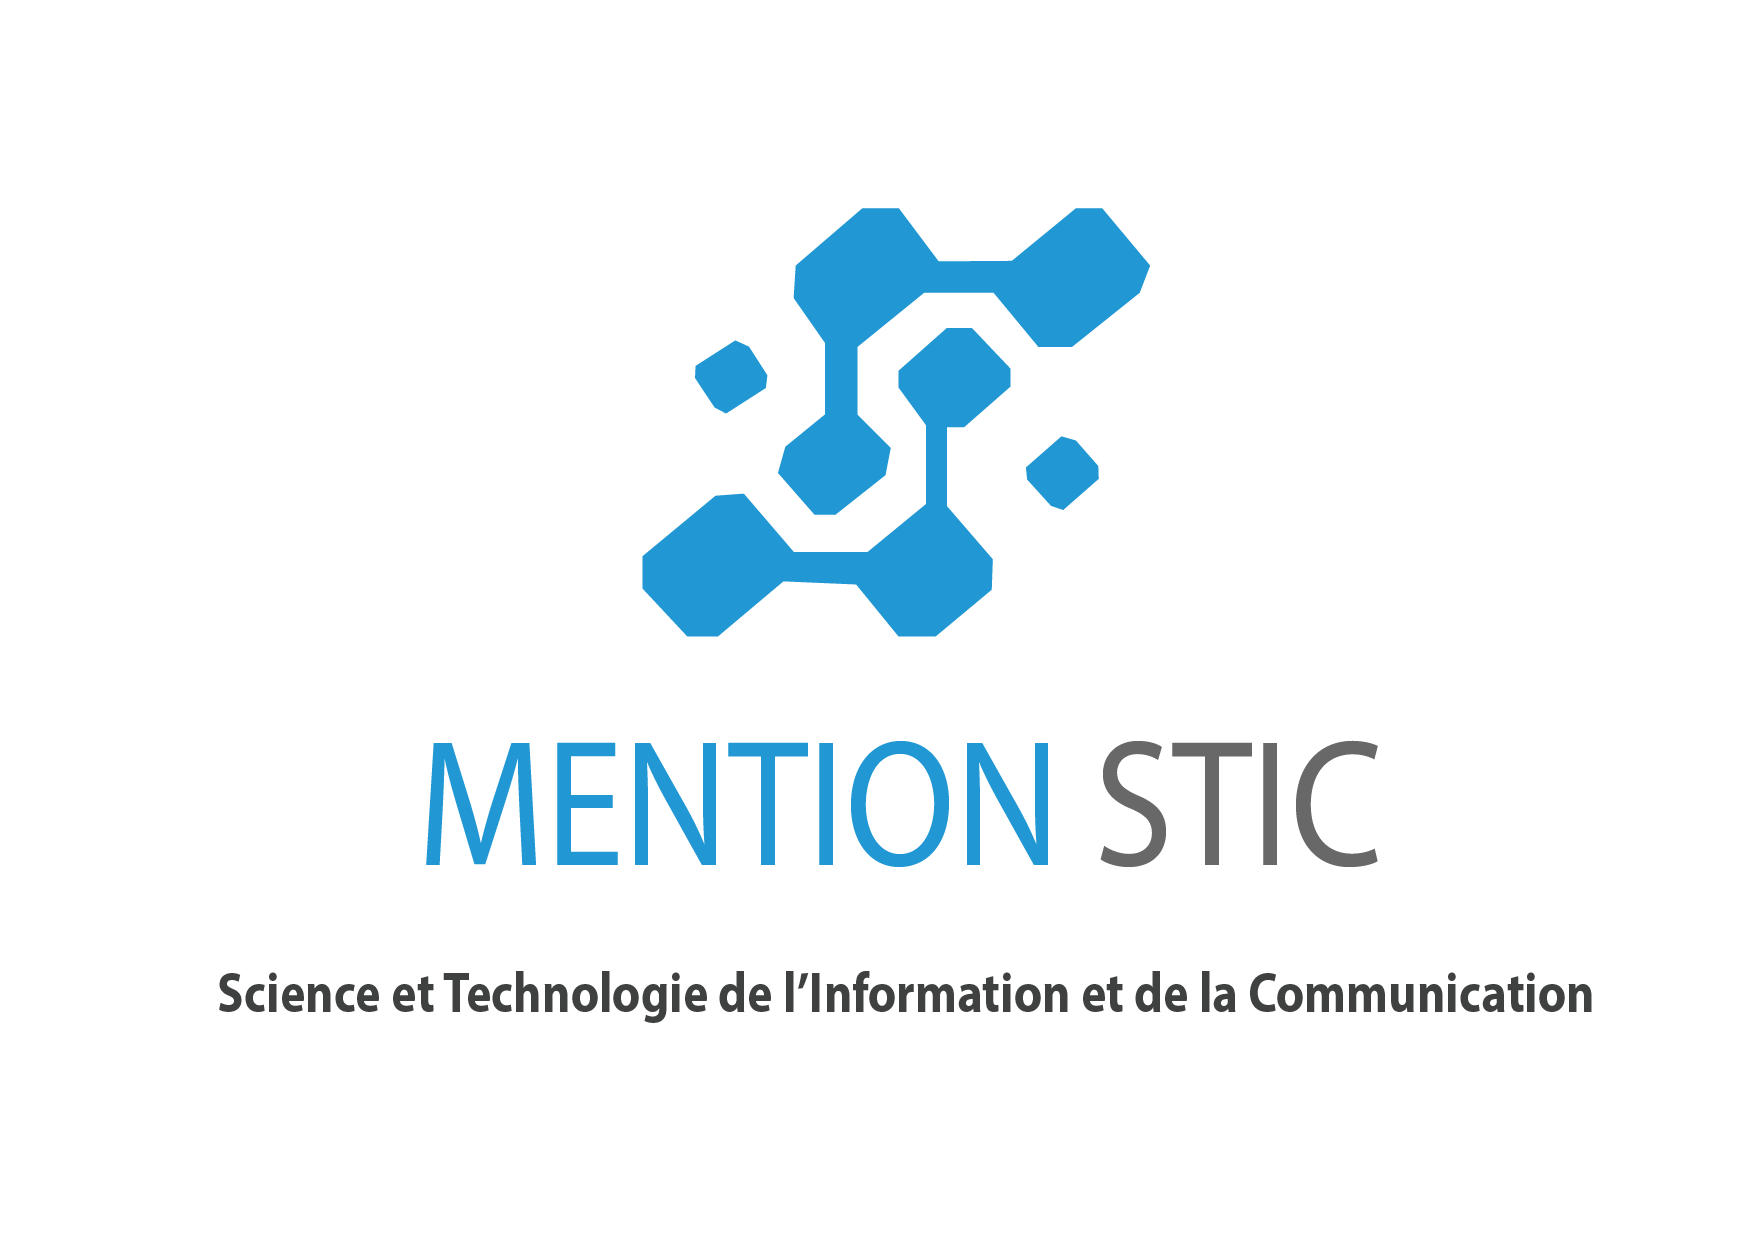 MENTION STIC
Science et Technologie de l’Information et de la Communication